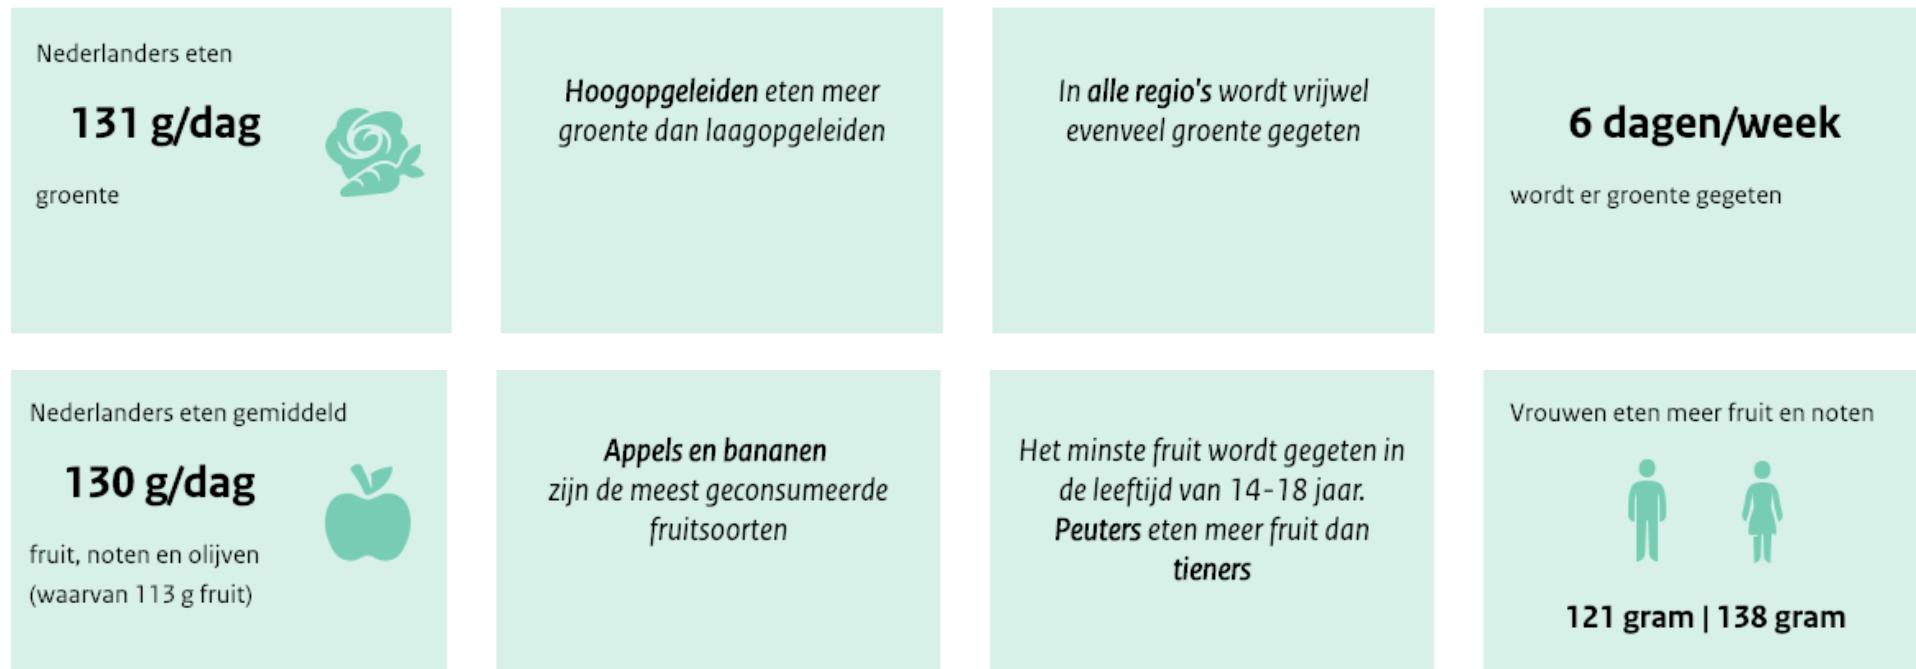 Nederlanders eten
131 g/dag
groente
Hoogopgeleiden eten meer
groente dan laagopgeleiden
In alle regio's wordt vrijwel
evenveel groente gegeten
6 dagen/week
wordt er groente gegeten
Nederlanders eten gemiddeld
130 g/dag
fruit, noten en olijven
(waarvan 113 g fruit)
Appels en bananen
zijn de meest geconsumeerde
fruitsoorten
Het minste fruit wordt gegeten in
de leeftijd van 14-18 jaar.
Peuters eten meer fruit dan
tieners
Vrouwen eten meer fruit en noten
121 gram | 138 gram